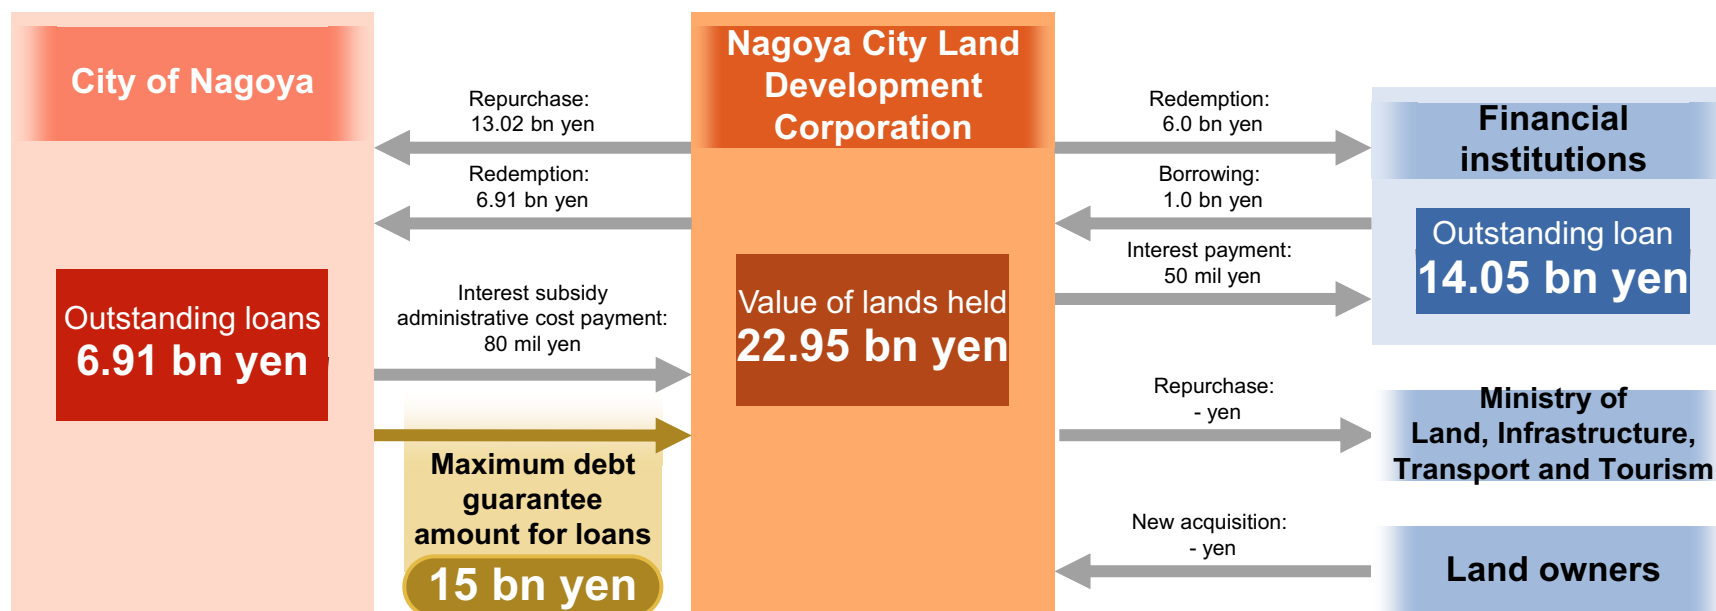 City of Nagoya
Outstanding loans
6.91 bn yen
Repurchase:
13.02 bn yen
Redemption:
6.91 bn yen
Interest subsidy
administrative cost payment:
80 mil yen
Maximum debt
guarantee
amount for loans
15 bn yen
Nagoya City Land
Development
Corporation
Value of lands held
22.95 bn yen
Redemption:
6.0 bn yen
Borrowing:
1.0 bn yen
Interest payment:
50 mil yen
Repurchase:
- yen
New acquisition:
- yen
Financial
institutions
Outstanding loan
14.05 bn yen
Ministry of
Land, Infrastructure,
Transport and Tourism
Land owners